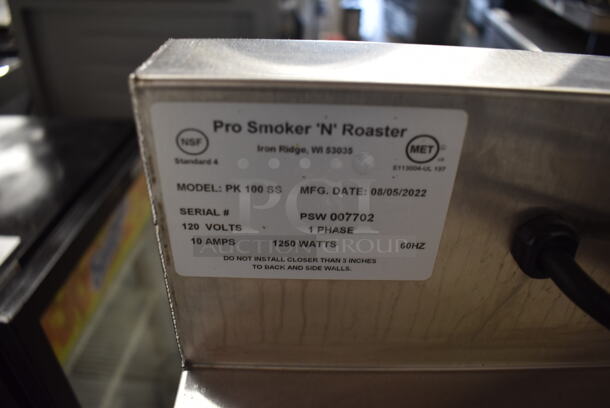 Pro Smoker 'N' Roaster
Iron Ridge, WI 53035
NSF
Standard 4
MET
E113004-UL 197
MODEL: PK 100 SS MFG. DATE: 08/05/2022
SERIAL # PSW 007702
120 VOLTS 1 PHASE
10 AMPS 1250 WATTS 60HZ
DO NOT INSTALL CLOSER THAN 3 INCHES
TO BACK AND SIDE WALLS.
PCI
AUCTION GROUP